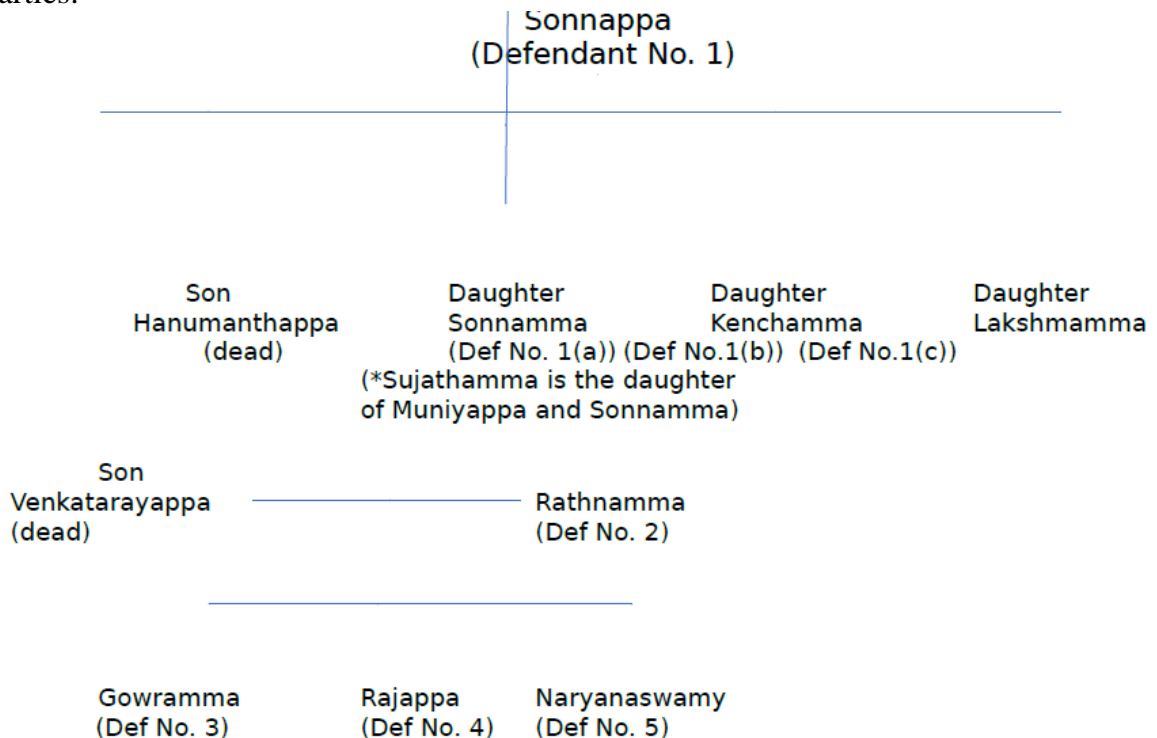 arties.
Sonnappa
(Defendant No. 1)
Son Daughter Daughter Daughter
Hanumanthappa Sonnamma Kenchamma Lakshmamma
(dead) (Def No. 1(a)) (Def No.1(b)) (Def No.1(c))
(*Sujathamma is the daughter
of Muniyappa and Sonnamma)
Son
Venkatarayappa Rathnamma
(dead) (Def No. 2)
Gowramma Rajappa Naryanaswamy
(Def No. 3) (Def No. 4) (Def No. 5)